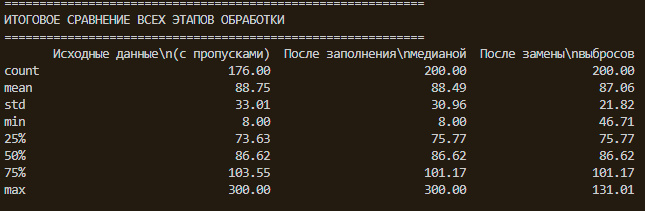 ============================================================
ИТОГОВОЕ СРАВНЕНИЕ ВСЕХ ЭТАПОВ ОБРАБОТКИ
============================================================
Исходные данные\n(с пропусками) После заполнения\nмедианой После замены\nвыбросов
count 176.00 200.00 200.00
mean 88.75 88.49 87.06
std 33.01 30.96 21.82
min 8.00 8.00 46.71
25% 73.63 75.77 75.77
50% 86.62 86.62 86.62
75% 103.55 101.17 101.17
max 300.00 300.00 131.01